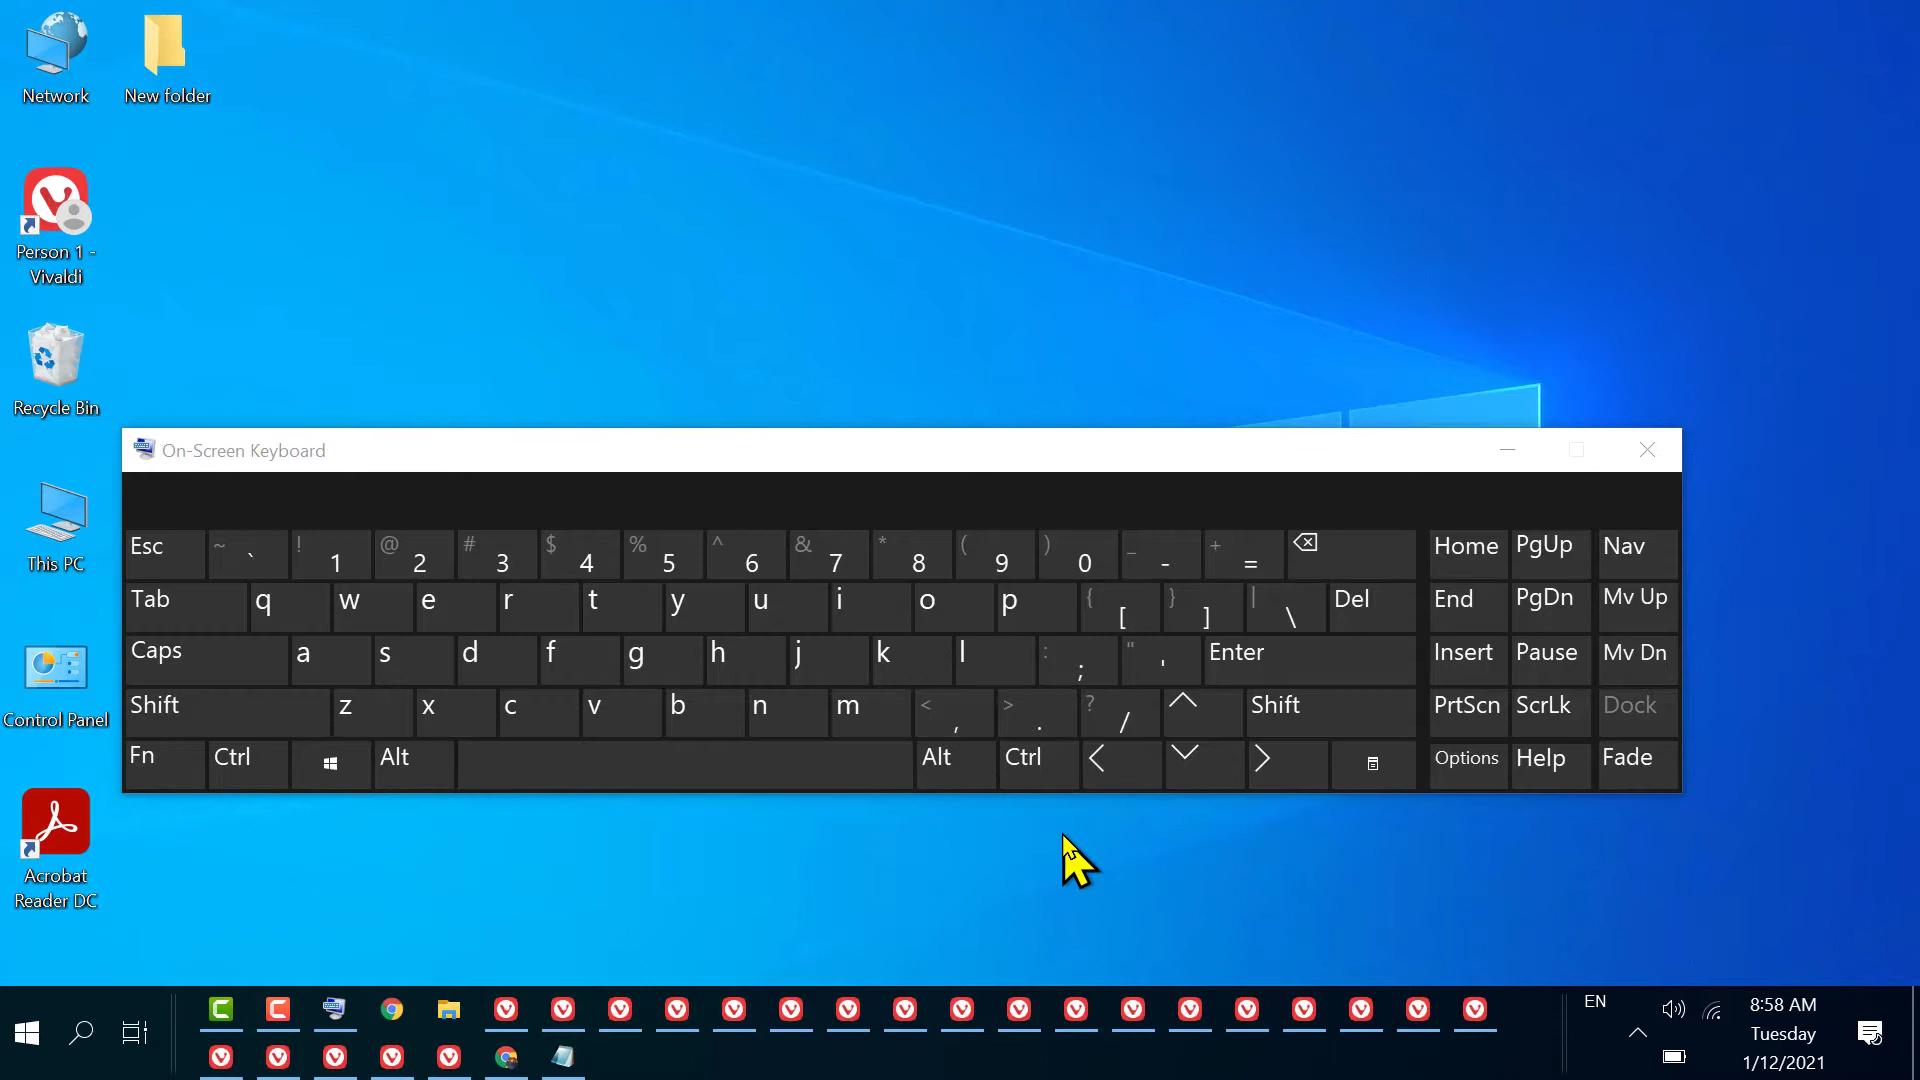 Network
New folder
Person 1 -
Vivaldi
Recycle Bin
This PC
Control Panel
Acrobat
Reader DC
On-Screen Keyboard
Esc ~ ` ! 1 @ 2 # 3 $ 4 % 5 ^ 6 & 7 * 8 ( 9 ) 0 _ - + = Home PgUp Nav
Tab q w e r t y u i o p { [ } ] | \ Del End PgDn Mv Up
Caps a s d f g h j k l : ; " ' Enter Insert Pause Mv Dn
Shift z x c v b n m < , > . ? / Shift PrtScn ScrLk Dock
Fn Ctrl Alt Alt Ctrl Options Help Fade
EN
8:58 AM
Tuesday
1/12/2021